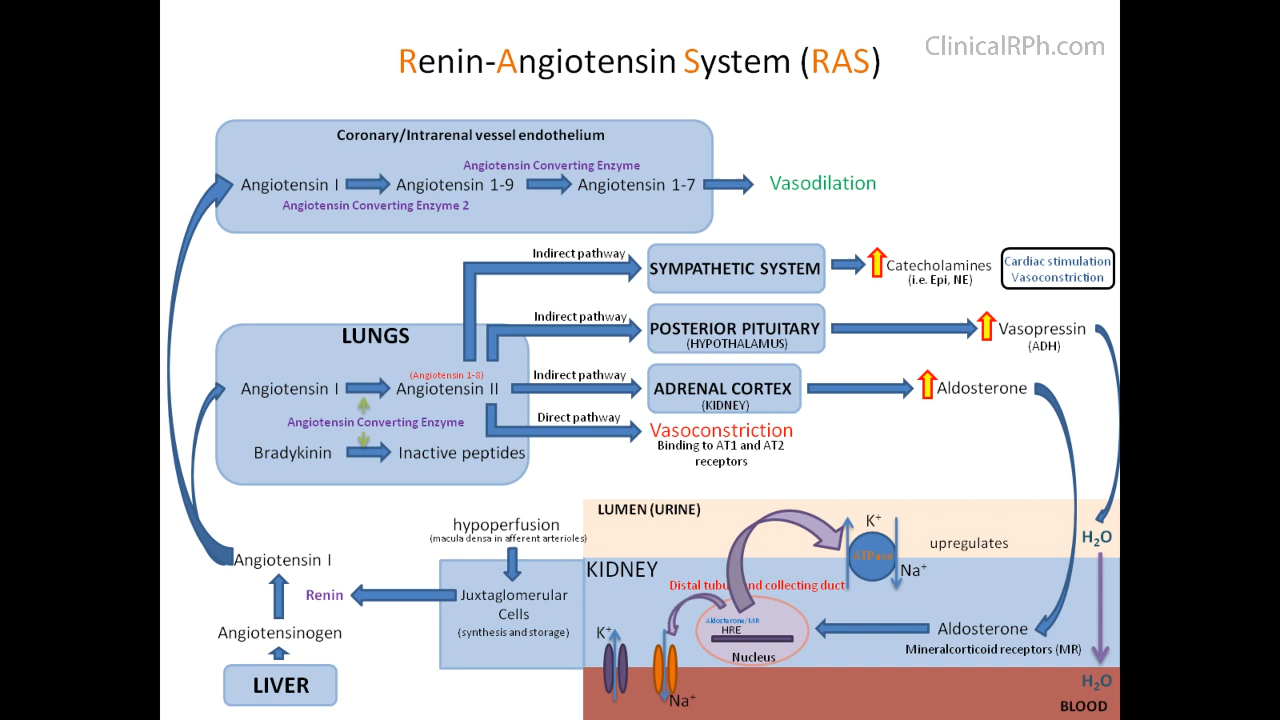 ClinicalRPh.com
Renin-Angiotensin System (RAS)
Coronary/Intrarenal vessel endothelium
Angiotensin Converting Enzyme
Angiotensin I
Angiotensin 1-9
Angiotensin 1-7
Vasodilation
Angiotensin Converting Enzyme 2
Indirect pathway
SYMPATHETIC SYSTEM
Catecholamines
(i.e. Epi, NE)
Cardiac stimulation
Vasoconstriction
LUNGS
Indirect pathway
POSTERIOR PITUITARY
(HYPOTHALAMUS)
Vasopressin
(ADH)
(Angiotensin 1-8)
Angiotensin I
Angiotensin II
Indirect pathway
ADRENAL CORTEX
(KIDNEY)
Aldosterone
Angiotensin Converting Enzyme
Direct pathway
Vasoconstriction
Binding to AT1 and AT2
receptors
Bradykinin
Inactive peptides
hypoperfusion
(macula densa in afferent arterioles)
Angiotensin I
Renin
Juxtaglomerular
Cells
(synthesis and storage)
Angiotensinogen
LIVER
LUMEN (URINE)
K+
ATPase
Na+
upregulates
H2O
KIDNEY
Distal tubu and collecting duct
Aldosterone/MR
HRE
Nucleus
Aldosterone
Mineralcorticoid receptors (MR)
K+
Na+
H2O
BLOOD